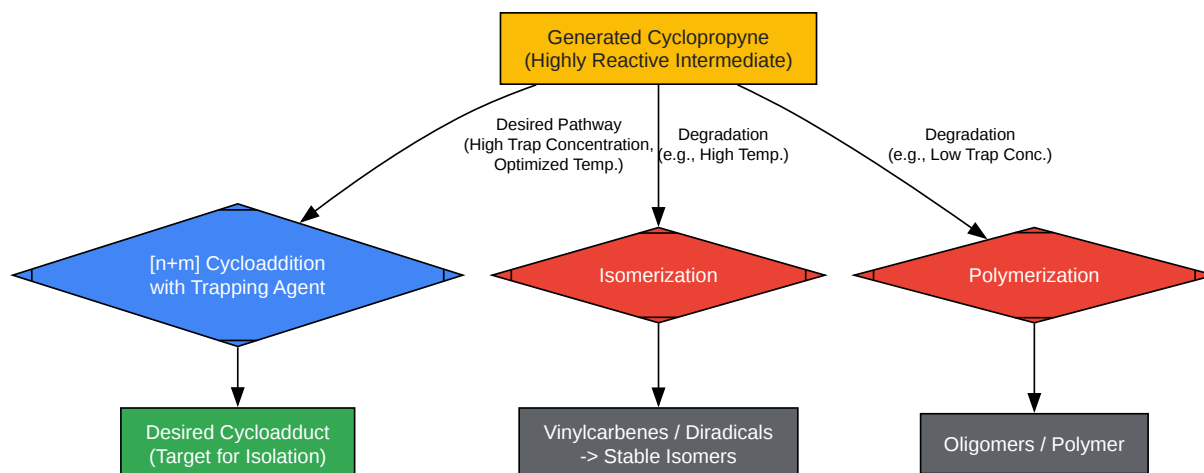 Generated Cyclopropyne
(Highly Reactive Intermediate)
Desired Pathway
(High Trap Concentration,
Optimized Temp.)
Degradation
(e.g., High Temp.)
Degradation
(e.g., Low Trap Conc.)
[n+m] Cycloaddition
with Trapping Agent
Isomerization
Polymerization
Desired Cycloadduct
(Target for Isolation)
Vinylcarbenes / Diradicals
-> Stable Isomers
Oligomers / Polymer